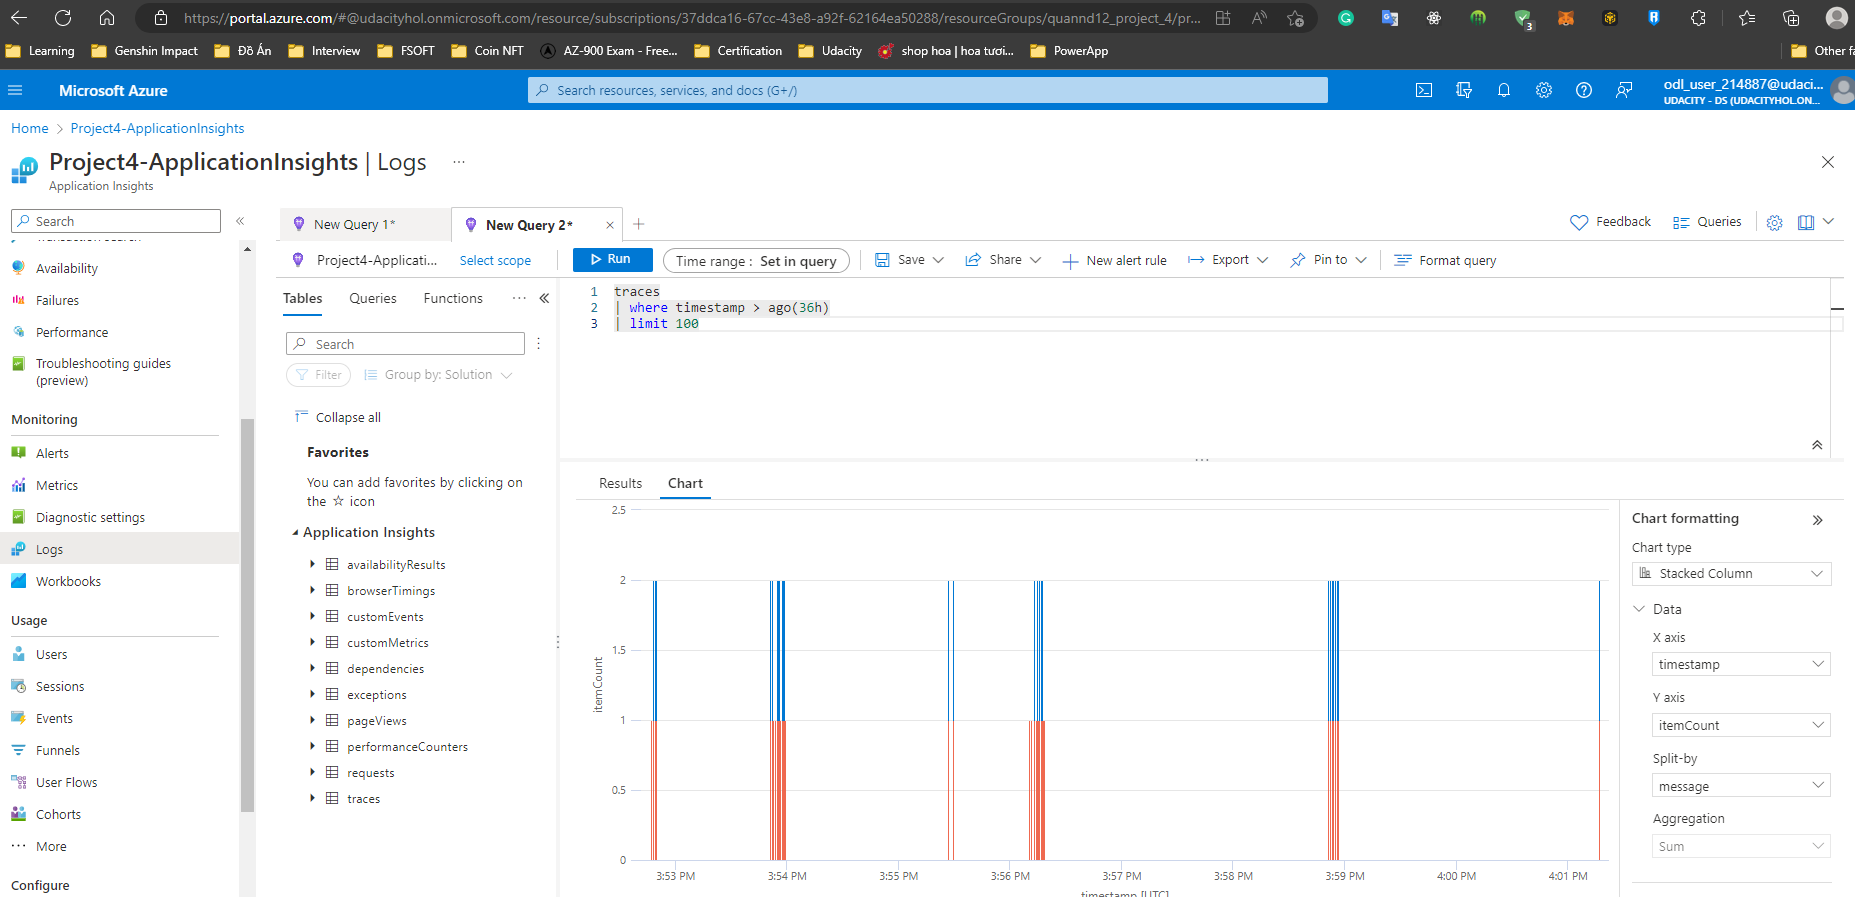 https://portal.azure.com/#@udacityhol.onmicrosoft.com/resource/subscriptions/37ddca16-67cc-43e8-a92f-62164ea50288/resourceGroups/quannd12_project_4/pr...
Learning Genshin Impact Đồ Án Interview FSOFT Coin NFT AZ-900 Exam - Free... Certification Udacity shop hoa | hoa tươi... PowerApp Other fa
Microsoft Azure
Search resources, services, and docs (G+/)
3
odl_user_214887@udaci...
UDACITY - DS (UDACITYHOL.ON...
Home > Project4-ApplicationInsights
Project4-ApplicationInsights | Logs ...
Application Insights
Search
Availability
Failures
Performance
Troubleshooting guides
(preview)
Monitoring
Alerts
Metrics
Diagnostic settings
Logs
Workbooks
Usage
Users
Sessions
Events
Funnels
User Flows
Cohorts
More
Configure
New Query 1*
New Query 2*
Feedback
Queries
Project4-Applicati...
Select scope
Run
Time range : Set in query
Save
Share
New alert rule
Export
Pin to
Format query
Tables Queries Functions ...
Search
Filter
Group by: Solution
Collapse all
Favorites
You can add favorites by clicking on
the ☆ icon
Application Insights
availabilityResults
browserTimings
customEvents
customMetrics
dependencies
exceptions
pageViews
performanceCounters
requests
traces
1 traces
2 | where timestamp > ago(36h)
3 | limit 100
Results Chart
2.5
2
1.5
1
0.5
0
itemCount
3:53 PM 3:54 PM 3:55 PM 3:56 PM 3:57 PM 3:58 PM 3:59 PM 4:00 PM 4:01 PM
timestamp [UTC]
Chart formatting
Chart type
Stacked Column
Data
X axis
timestamp
Y axis
itemCount
Split-by
message
Aggregation
Sum